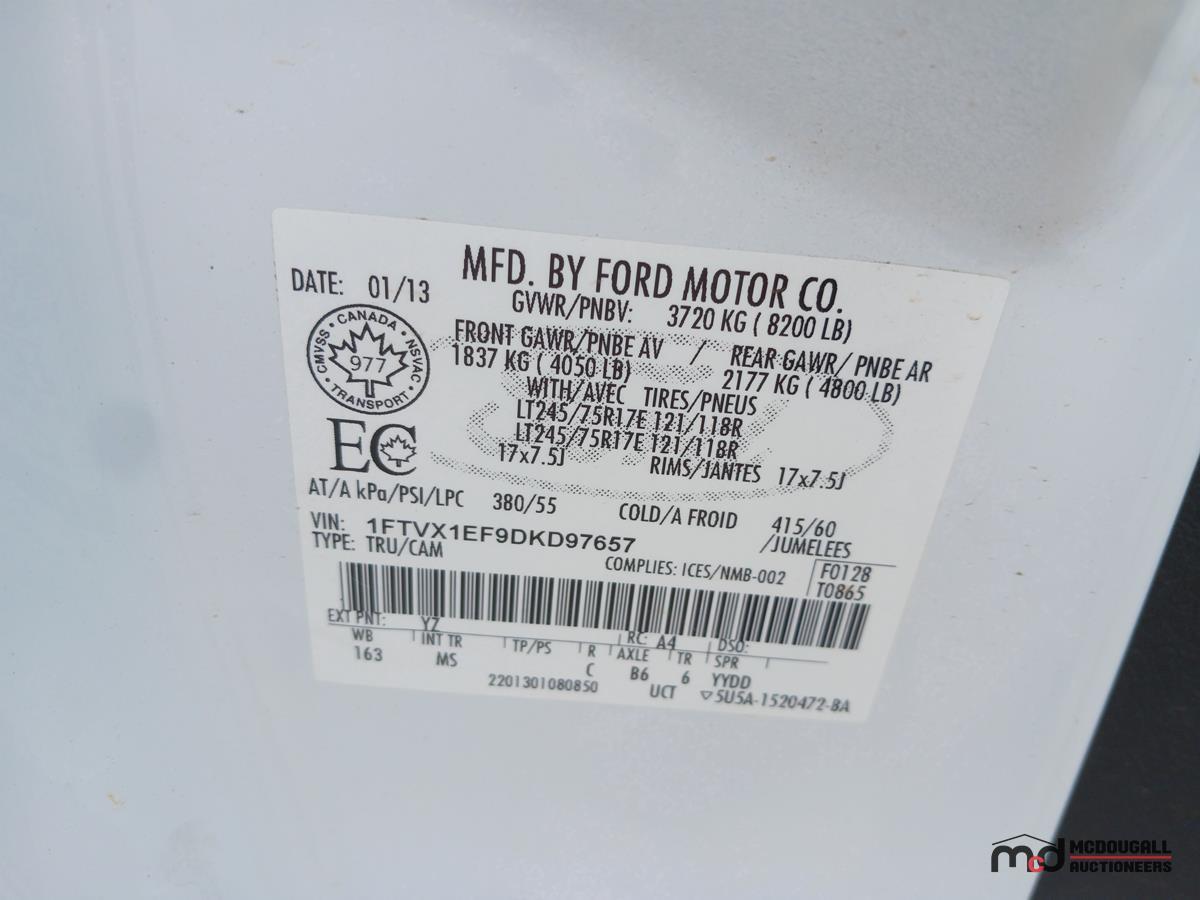 MFD. BY FORD MOTOR CO.
DATE: 01/13
GVWR/PNBV: 3720 KG ( 8200 LB)
FRONT GAWR/PNBE AV / REAR GAWR/ PNBE AR
1837 KG ( 4050 LB) 2177 KG ( 4800 LB)
WITH/AVEC TIRES/PNEUS
LT245/75R17E 121/118R
LT245/75R17E 121/118R
17x7.5J RIMS/JANTES 17x7.5J
CMVSS · CANADA · NSVAC · TRANSPORT ·
977
EC
AT/A kPa/PSI/LPC 380/55 COLD/A FROID 415/60
VIN: 1FTVX1EF9DKD97657 /JUMELEES
TYPE: TRU/CAM
COMPLIES: ICES/NMB-002 F0128
T0865
EXT PNT: YZ RC: A4 DSO:
WB INT TR TP/PS R AXLE TR SPR
163 MS C B6 6 YYDD
2201301080850 UCT ▽5U5A-1520472-BA
mcd MCDOUGALL
AUCTIONEERS